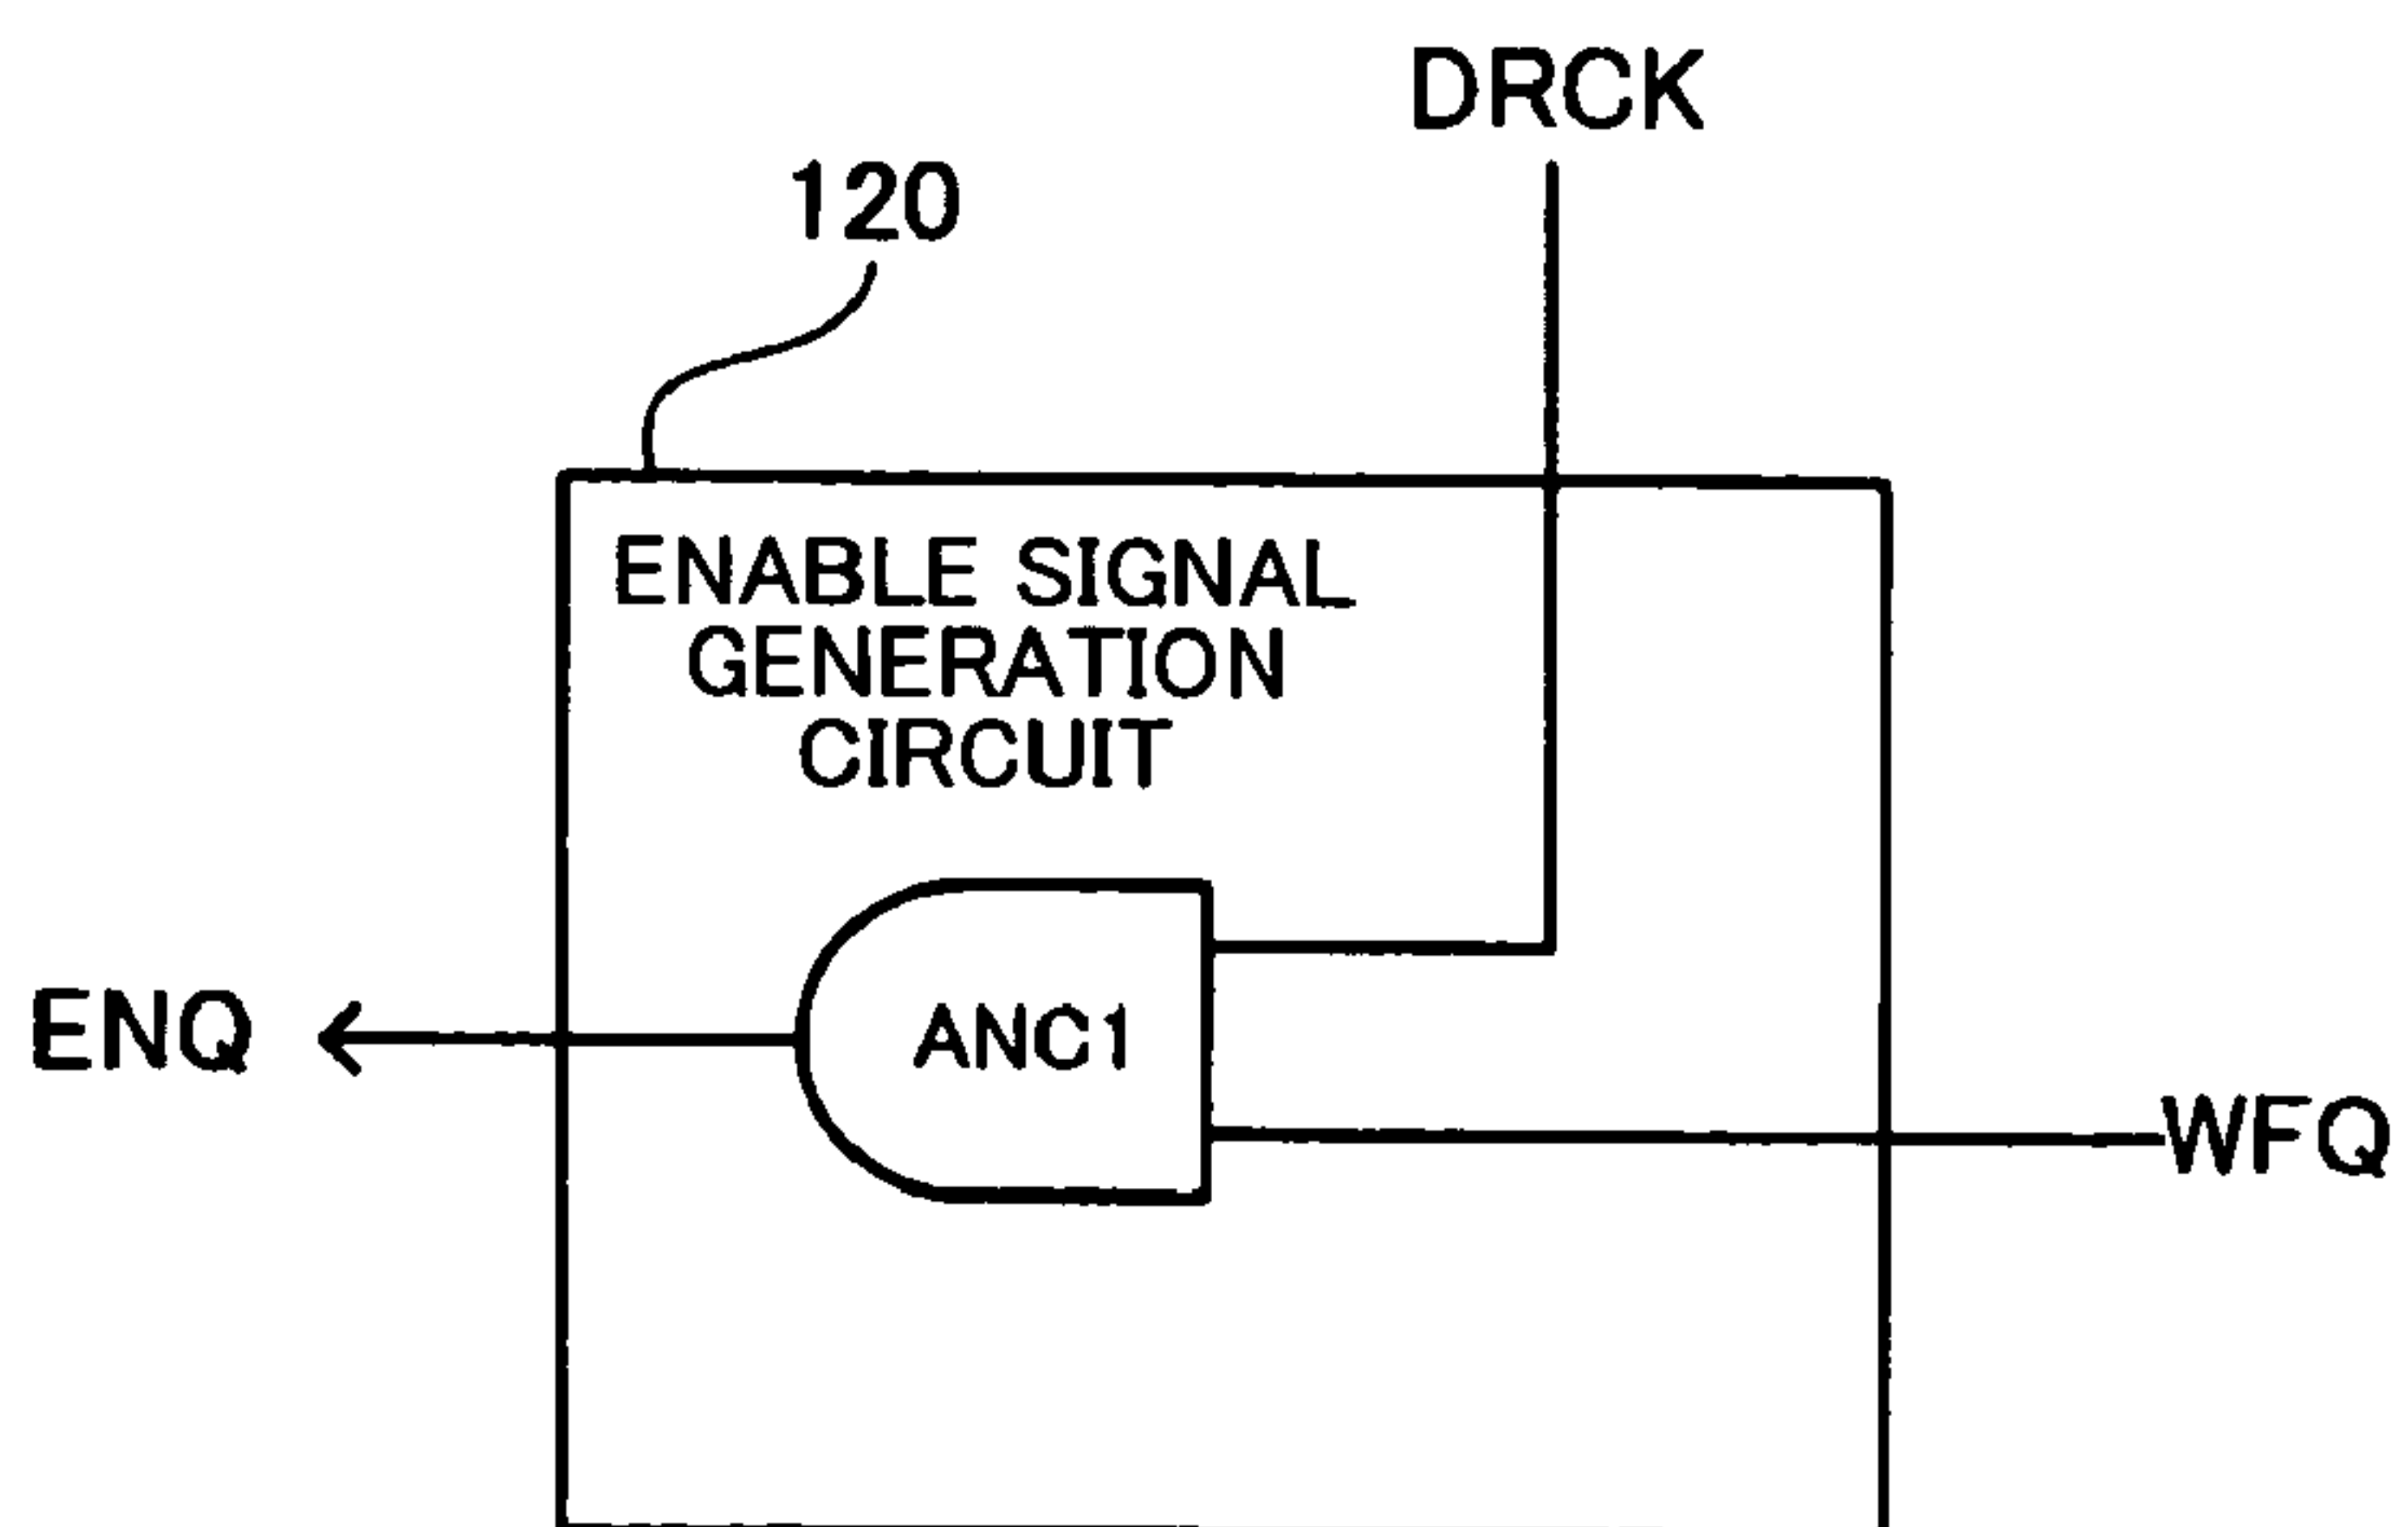 DRCK
120
ENABLE SIGNAL
GENERATION
CIRCUIT
ENQ
ANC1
WFQ